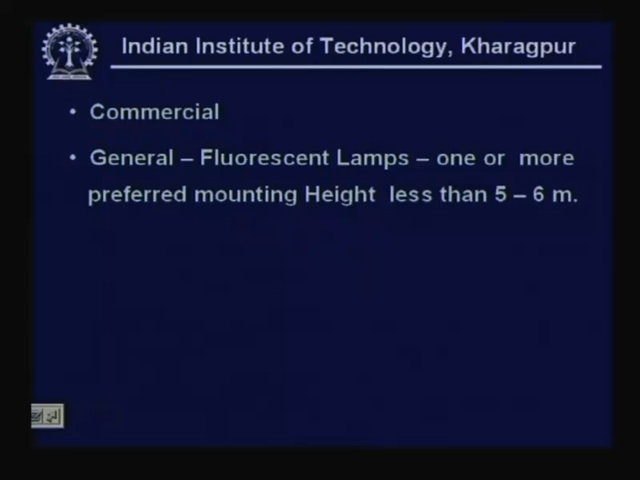 Indian Institute of Technology, Kharagpur
• Commercial
• General – Fluorescent Lamps – one or more
preferred mounting Height less than 5 – 6 m.